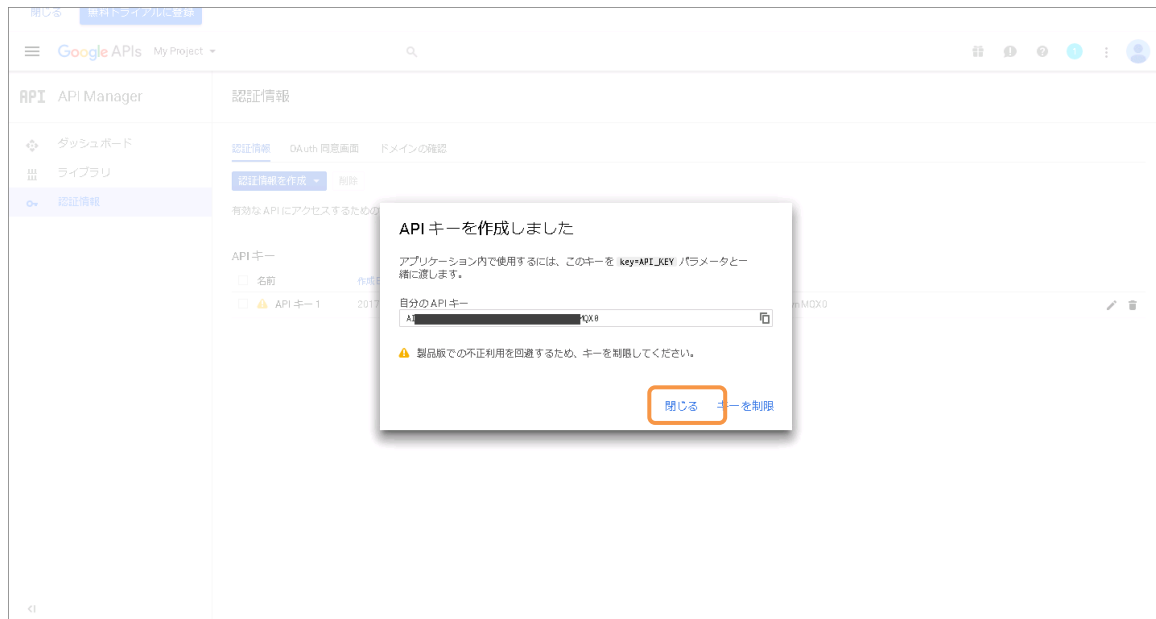 閉じる 無料トライアルに登録
Google APIs My Project
API API Manager 認証情報
ダッシュボード
ライブラリ
認証情報
認証情報 OAuth 同意画面 ドメインの確認
認証情報を作成 削除
有効な API にアクセスするための
API キー
名前 作成
API キー 1 2017
mMQX0
API キーを作成しました
アプリケーション内で使用するには、このキーを key=API_KEY パラメータと一
緒に渡します。
自分の API キー
AI MQX0
製品版での不正利用を回避するため、キーを制限してください。
閉じる キーを制限